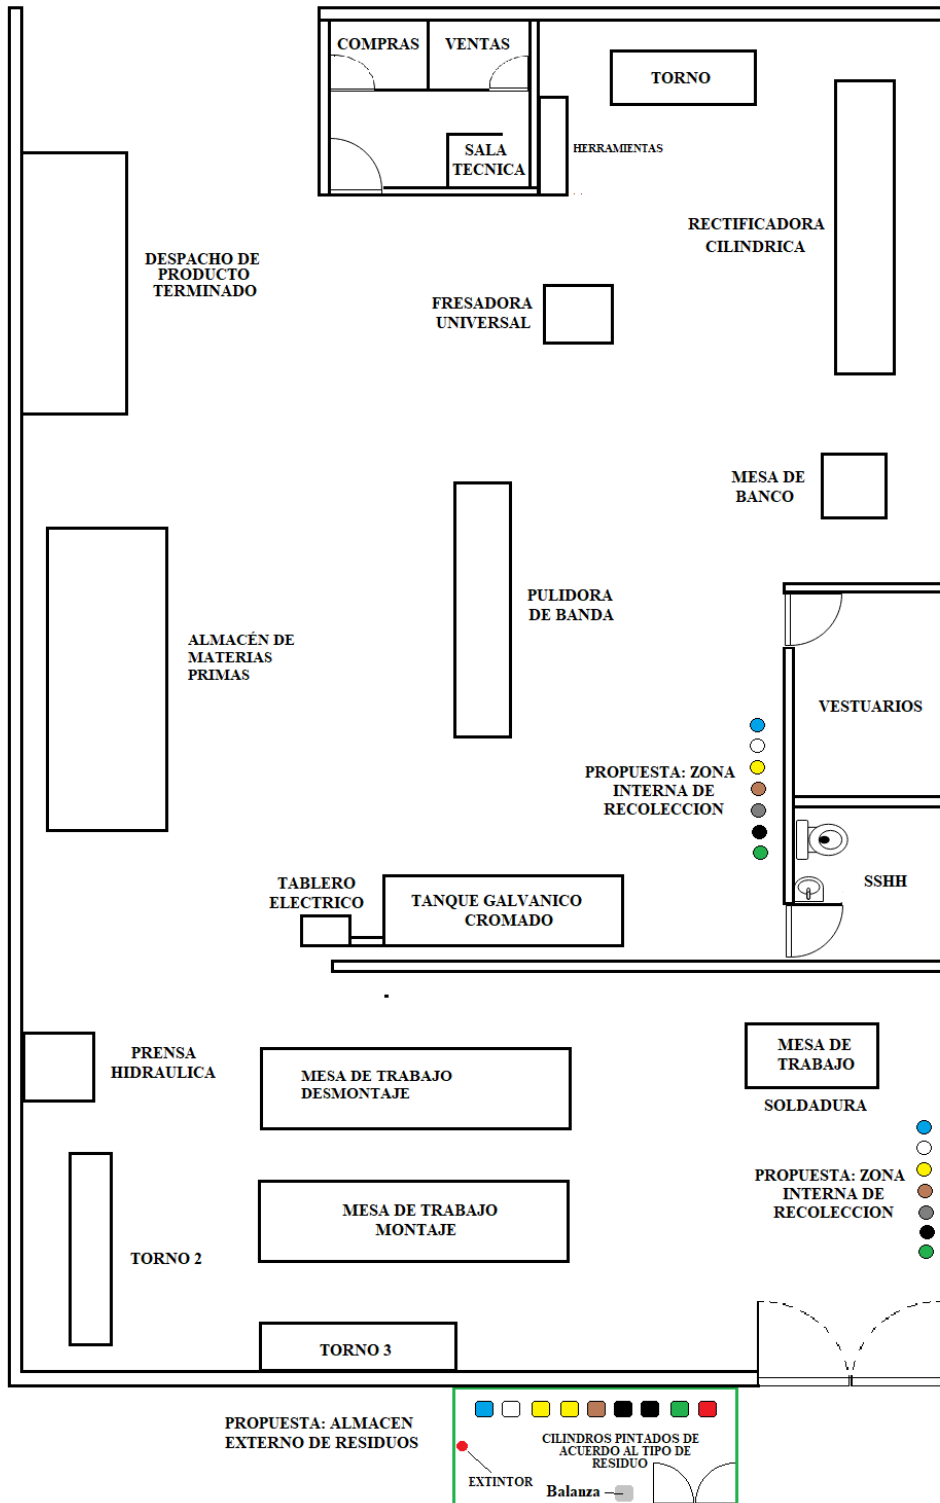 COMPRAS
VENTAS
TORNO
SALA
TECNICA
HERRAMIENTAS
RECTIFICADORA
CILINDRICA
DESPACHO DE
PRODUCTO
TERMINADO
FRESADORA
UNIVERSAL
MESA DE
BANCO
PULIDORA
DE BANDA
ALMACÉN DE
MATERIAS
PRIMAS
VESTUARIOS
PROPUESTA: ZONA
INTERNA DE
RECOLECCION
SSHH
TABLERO
ELECTRICO
TANQUE GALVANICO
CROMADO
PRENSA
HIDRAULICA
MESA DE TRABAJO
DESMONTAJE
MESA DE
TRABAJO
SOLDADURA
PROPUESTA: ZONA
INTERNA DE
RECOLECCION
MESA DE TRABAJO
MONTAJE
TORNO 2
TORNO 3
PROPUESTA: ALMACEN
EXTERNO DE RESIDUOS
CILINDROS PINTADOS DE
ACUERDO AL TIPO DE
RESIDUO
EXTINTOR
Balanza